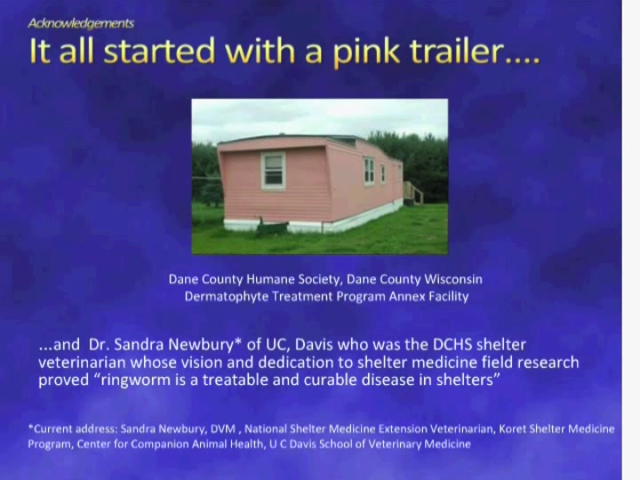 Acknowledgements
It all started with a pink trailer....
Dane County Humane Society, Dane County Wisconsin
Dermatophyte Treatment Program Annex Facility
...and Dr. Sandra Newbury* of UC, Davis who was the DCHS shelter
veterinarian whose vision and dedication to shelter medicine field research
proved “ringworm is a treatable and curable disease in shelters”
*Current address: Sandra Newbury, DVM , National Shelter Medicine Extension Veterinarian, Koret Shelter Medicine
Program, Center for Companion Animal Health, U C Davis School of Veterinary Medicine